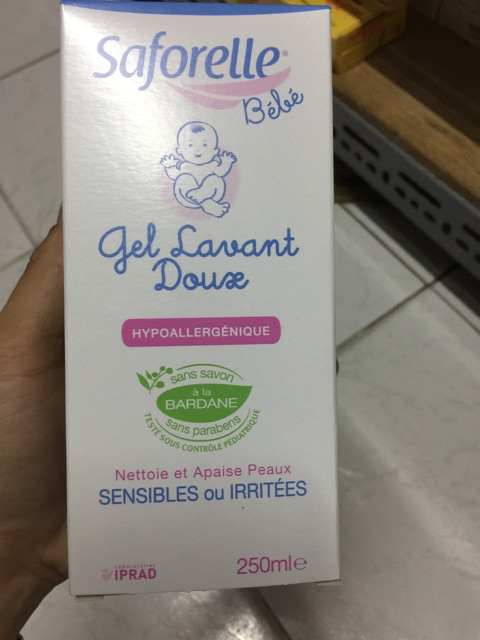 Saforelle®
Bébé
Gel Lavant
Doux
HYPOALLERGÉNIQUE
sans savon
à la
BARDANE
sans parabens
TESTÉ SOUS CONTRÔLE PÉDIATRIQUE
Nettoie et Apaise Peaux
SENSIBLES ou IRRITÉES
laboratoires
IPRAD
250ml℮